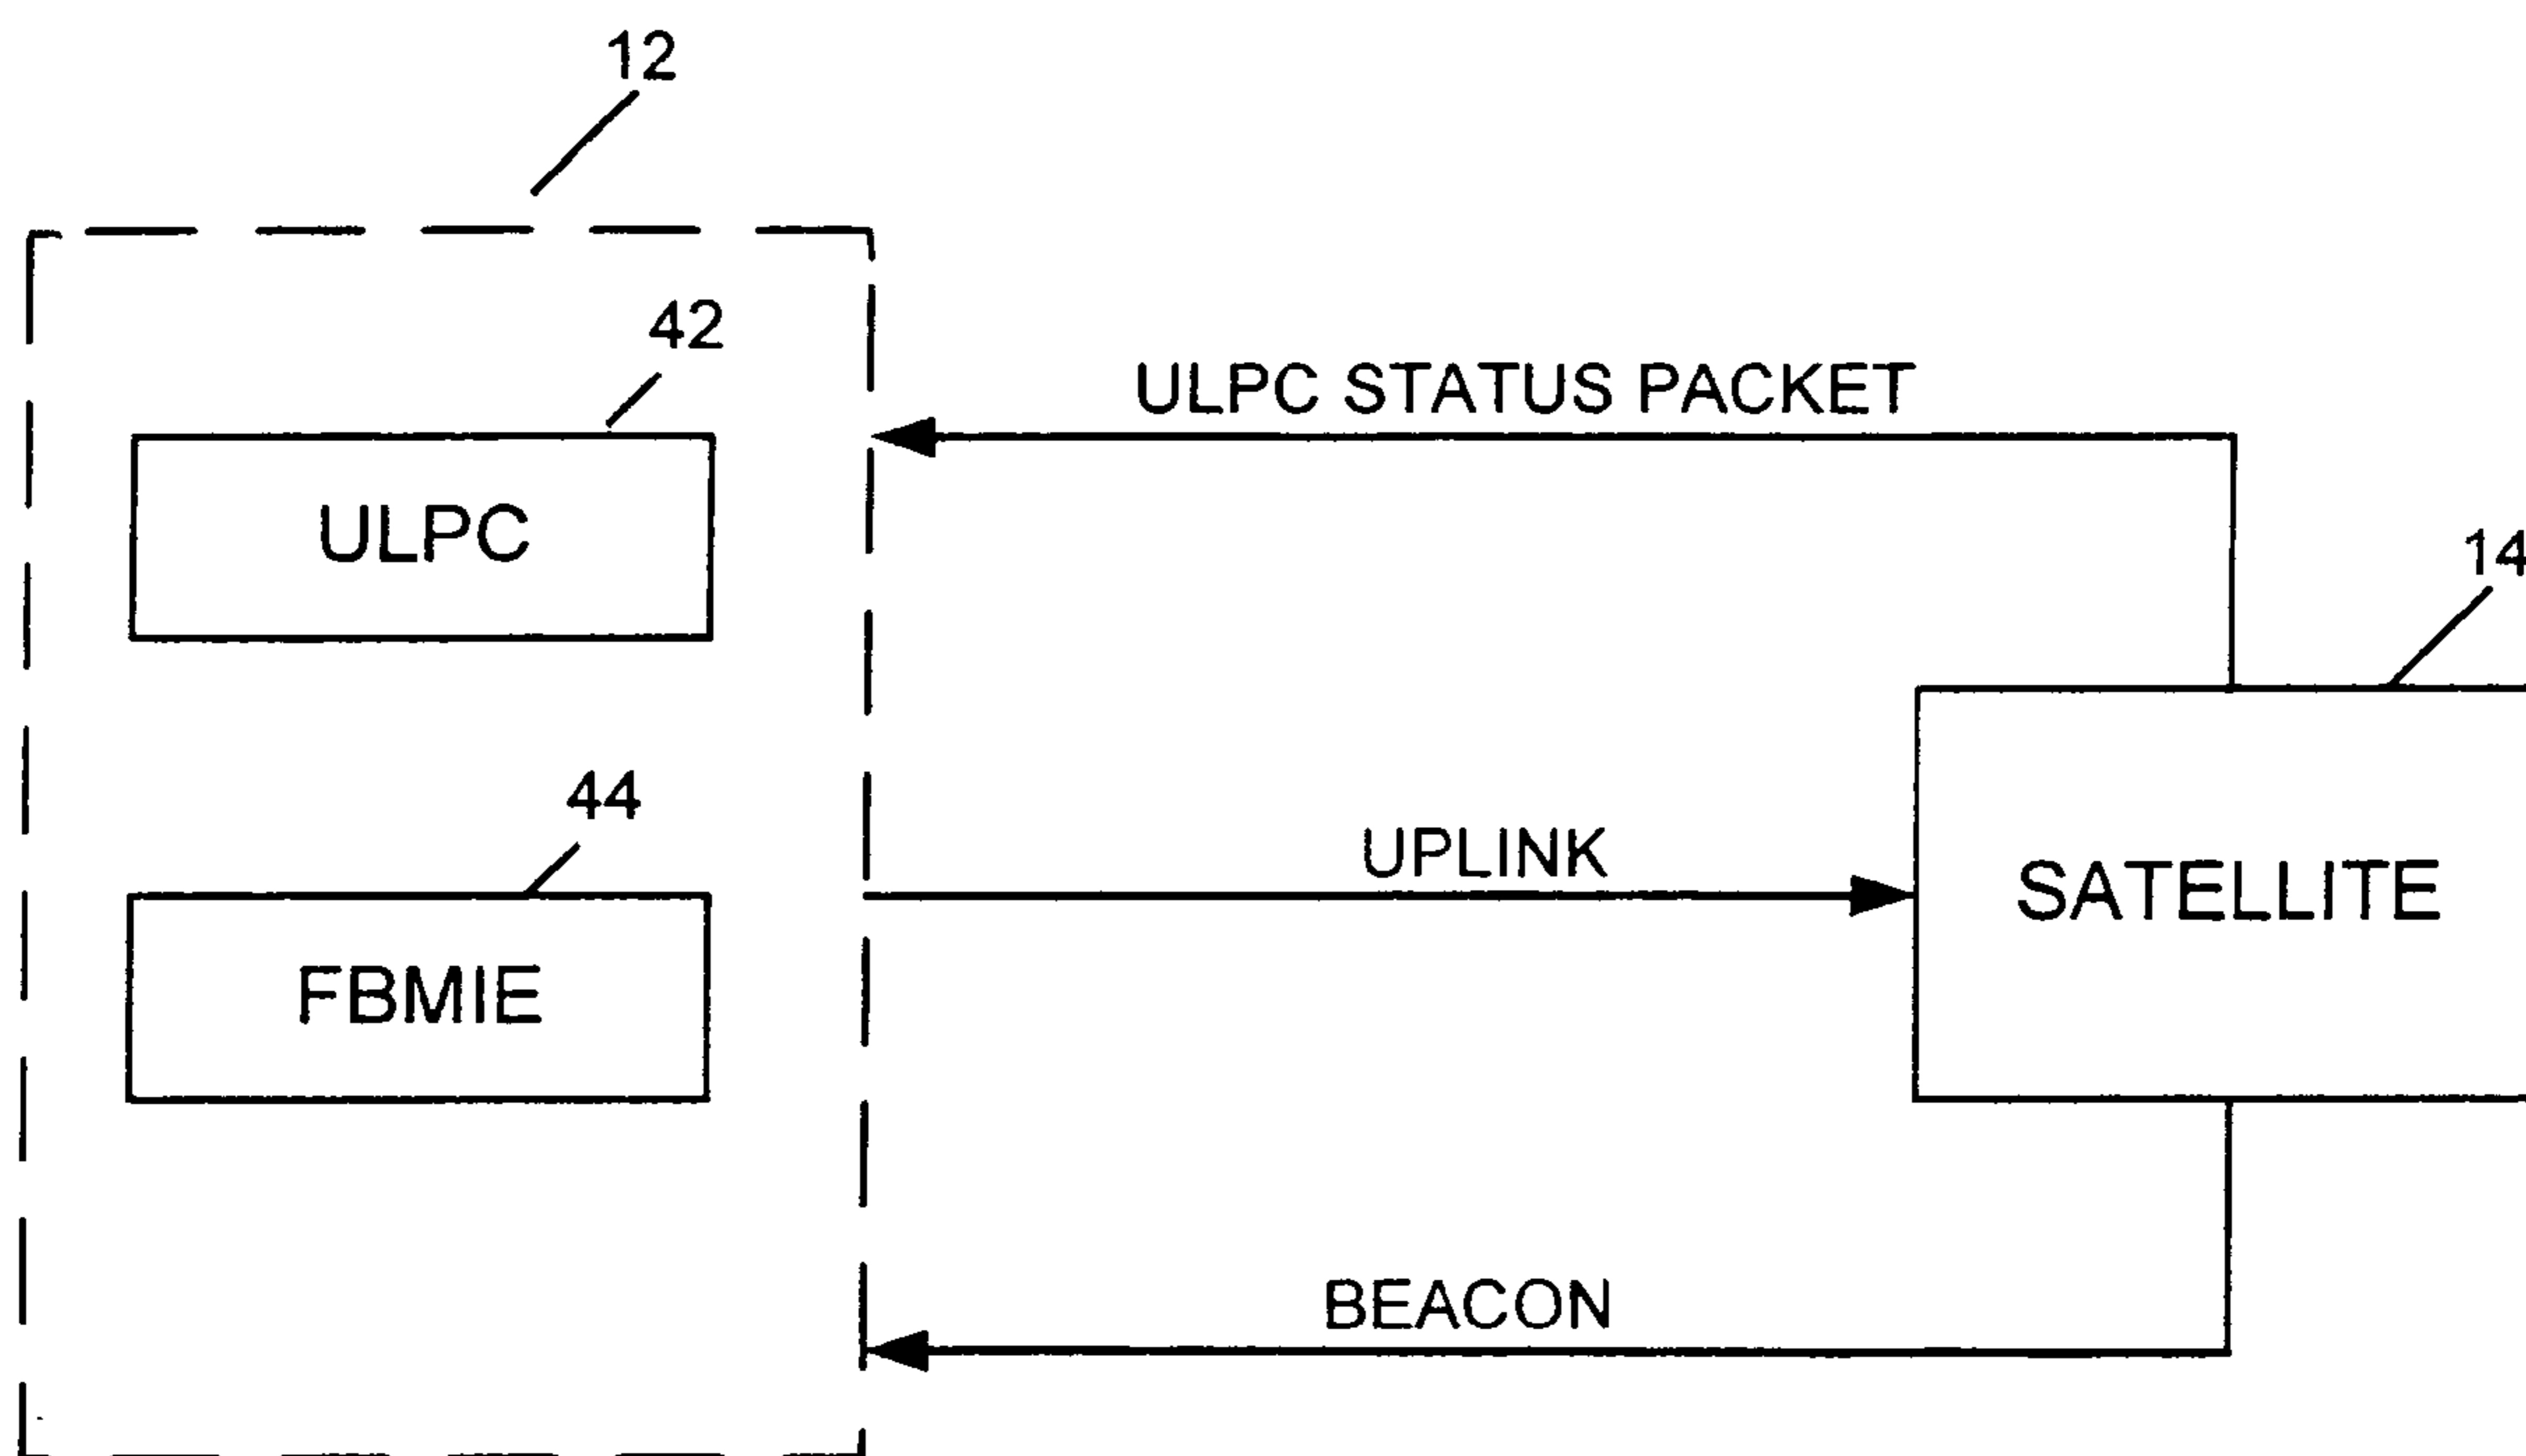 12
42
ULPC STATUS PACKET
ULPC
14
44
UPLINK
SATELLITE
FBMIE
BEACON